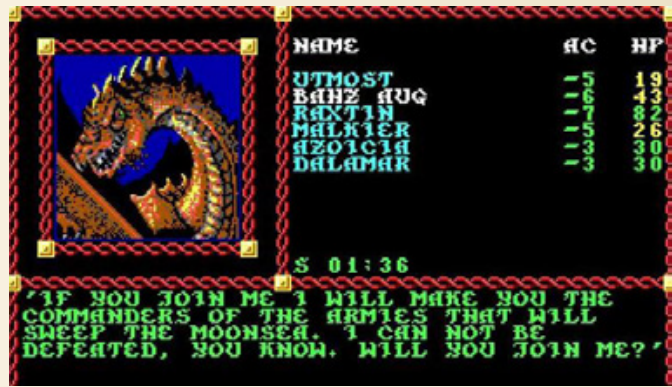 NAME AC HP
UTMOST -5 19
BAHZ AUG -6 43
RAXTIN -7 82
MALKIER -5 26
AZOICIA -3 30
DALAMAR -3 30
S 01:36
'IF YOU JOIN ME I WILL MAKE YOU THE
COMMANDERS OF THE ARMIES THAT WILL
SWEEP THE MOONSEA. I CAN NOT BE
DEFEATED, YOU KNOW. WILL YOU JOIN ME?'